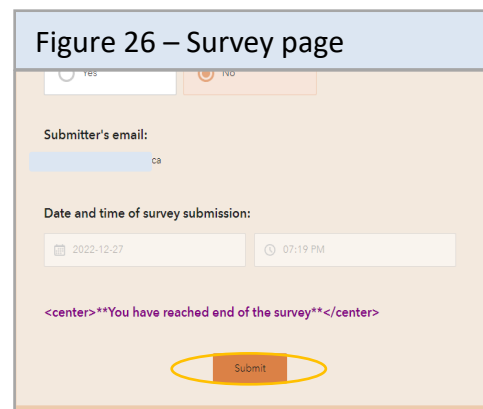 Figure 26 – Survey page
Yes No
Submitter's email:
ca
Date and time of survey submission:
2022-12-27 07:19 PM
<center>**You have reached end of the survey**</center>
Submit